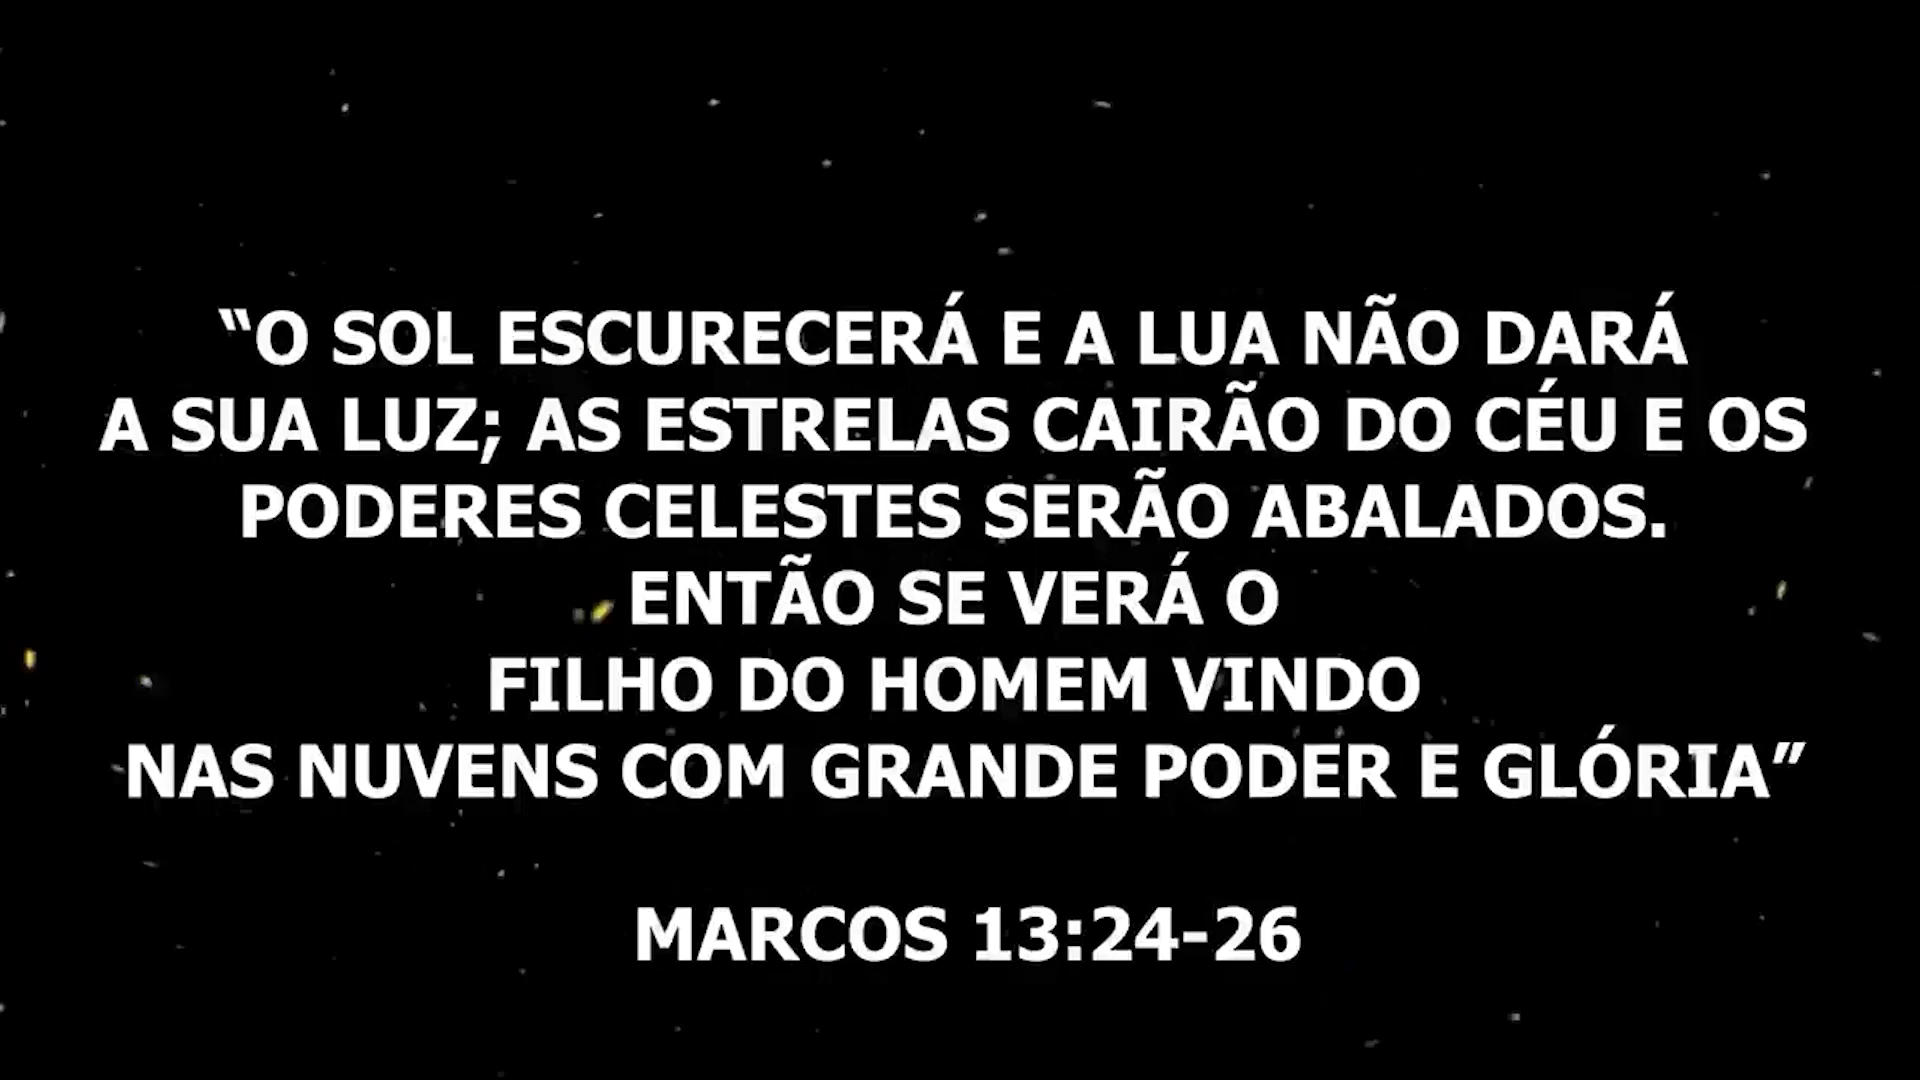 “O SOL ESCURECERÁ E A LUA NÃO DARÁ
A SUA LUZ; AS ESTRELAS CAIRÃO DO CÉU E OS
PODERES CELESTES SERÃO ABALADOS.
ENTÃO SE VERÁ O
FILHO DO HOMEM VINDO
NAS NUVENS COM GRANDE PODER E GLÓRIA”
MARCOS 13:24-26